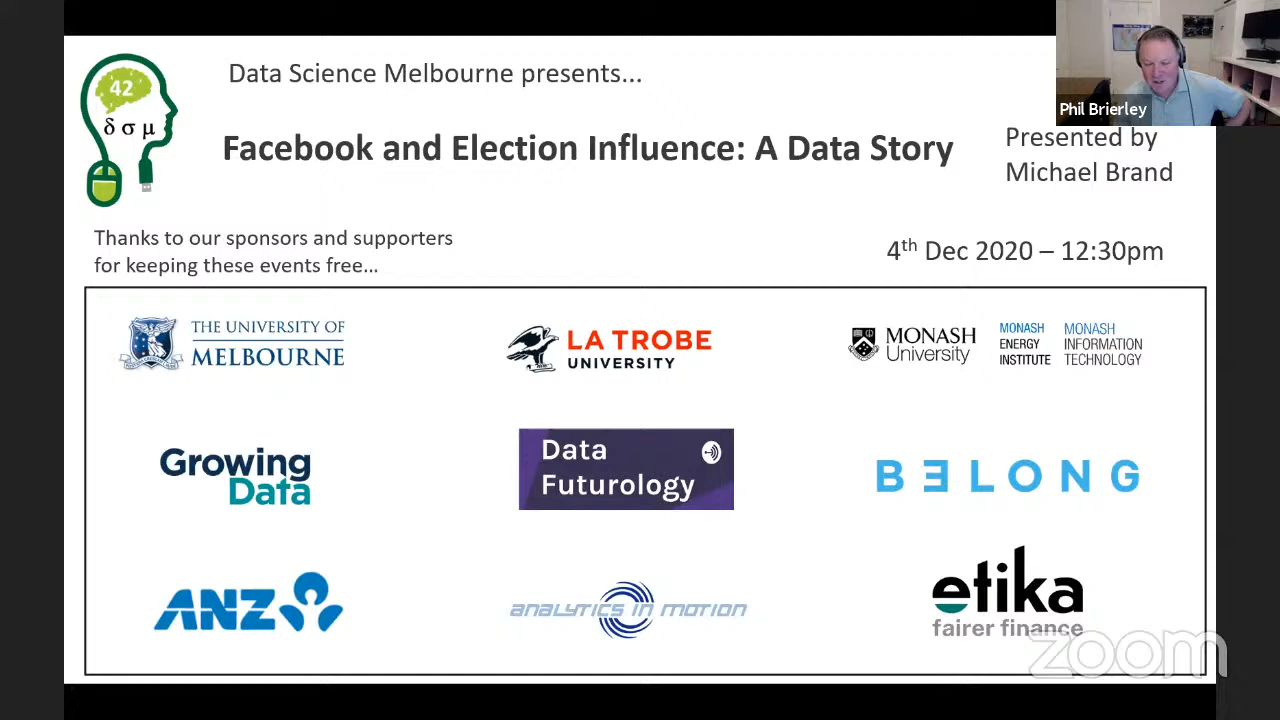 Phil Brierley
42
δ σ μ
Data Science Melbourne presents...
Facebook and Election Influence: A Data Story
Presented by
Michael Brand
Thanks to our sponsors and supporters
for keeping these events free...
4th Dec 2020 – 12:30pm
THE UNIVERSITY OF
MELBOURNE
LA TROBE
UNIVERSITY
MONASH
University
MONASH
ENERGY
INSTITUTE
MONASH
INFORMATION
TECHNOLOGY
Growing
Data
Data
Futurology
BELONG
ANZ
ANALYTICS IN MOTION
etika
fairer finance
zoom